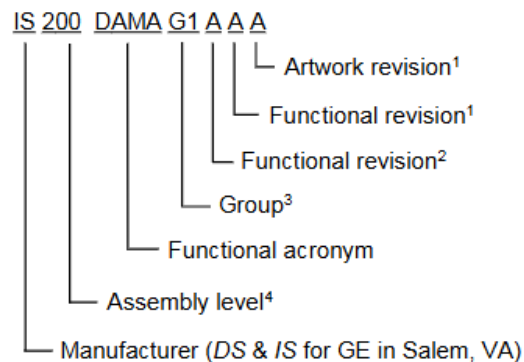 IS 200 DAMA G1 A A A
Artwork revision¹
Functional revision¹
Functional revision²
Group³
Functional acronym
Assembly level⁴
Manufacturer (DS & IS for GE in Salem, VA)